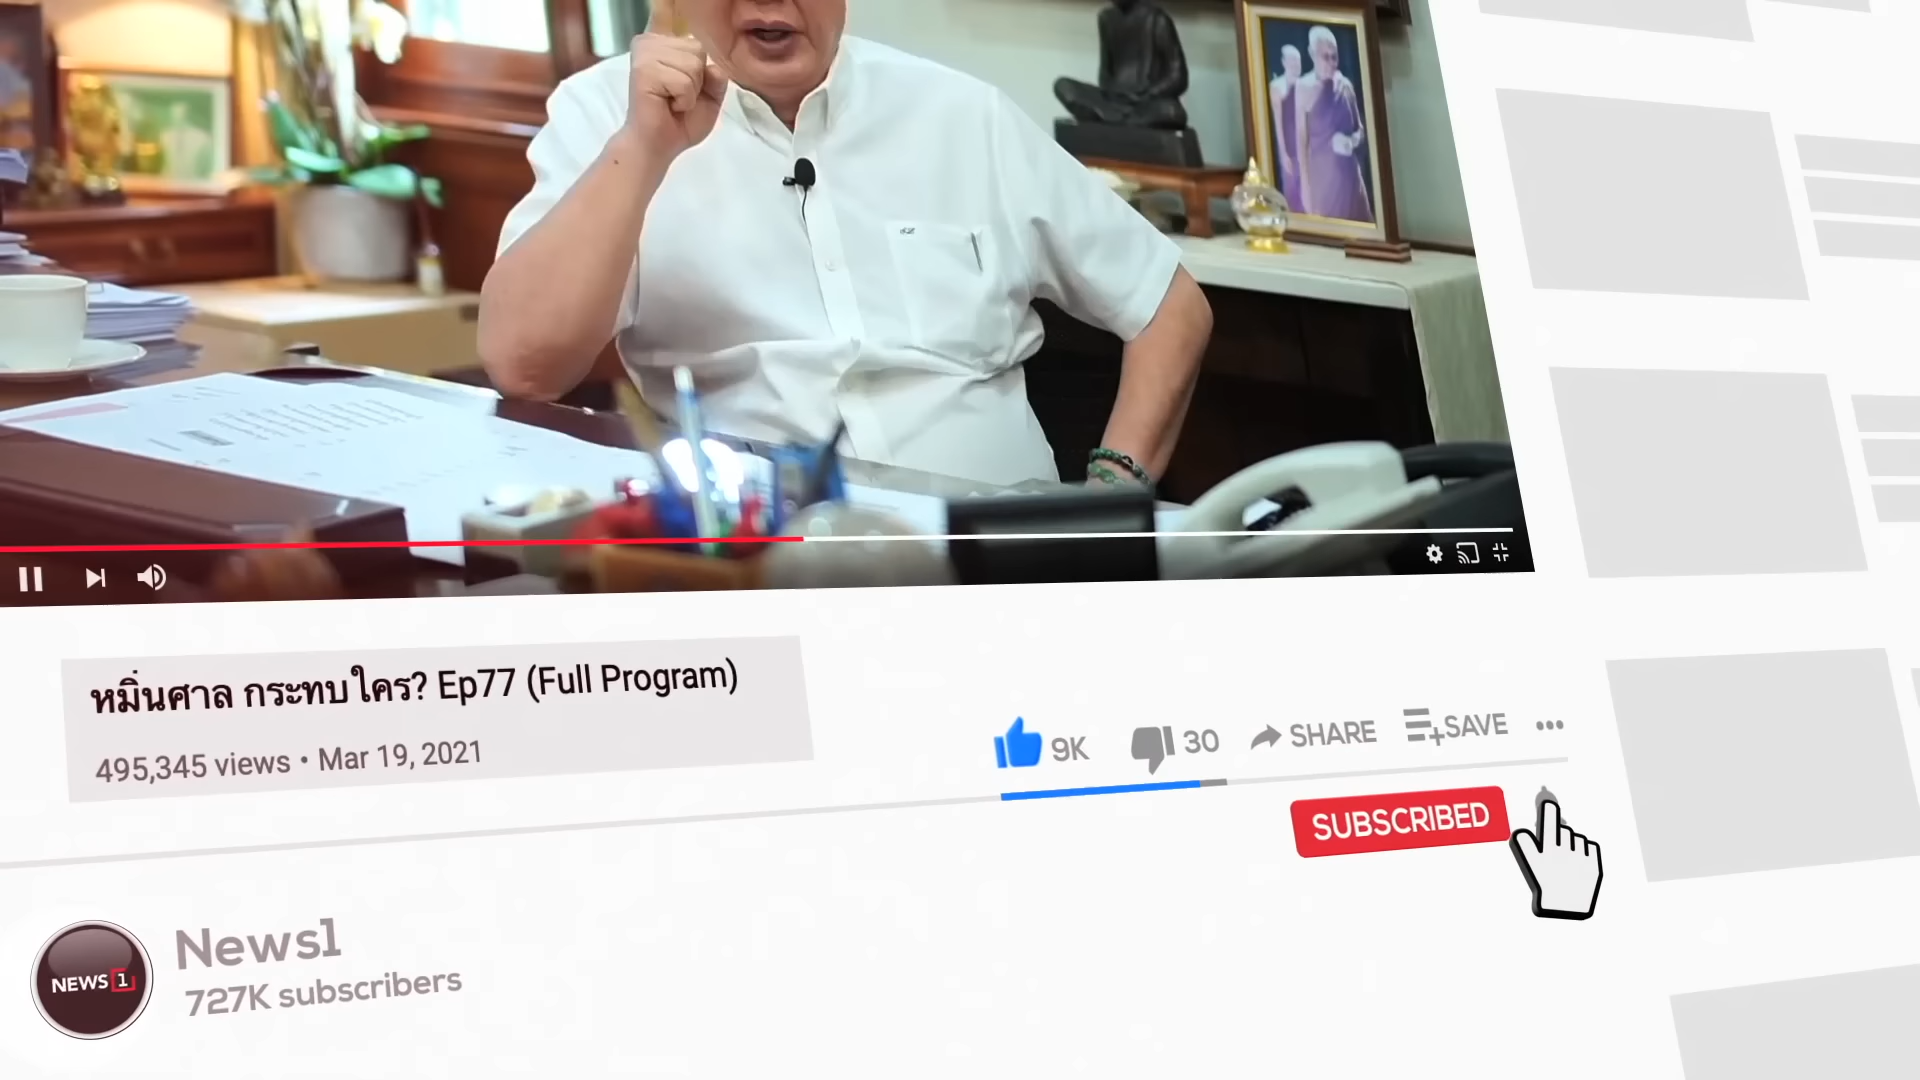 หมิ่นศาล กระทบใคร? Ep77 (Full Program)
495,345 views • Mar 19, 2021
9K
30
SHARE
SAVE
SUBSCRIBED
NEWS 1
News1
727K subscribers